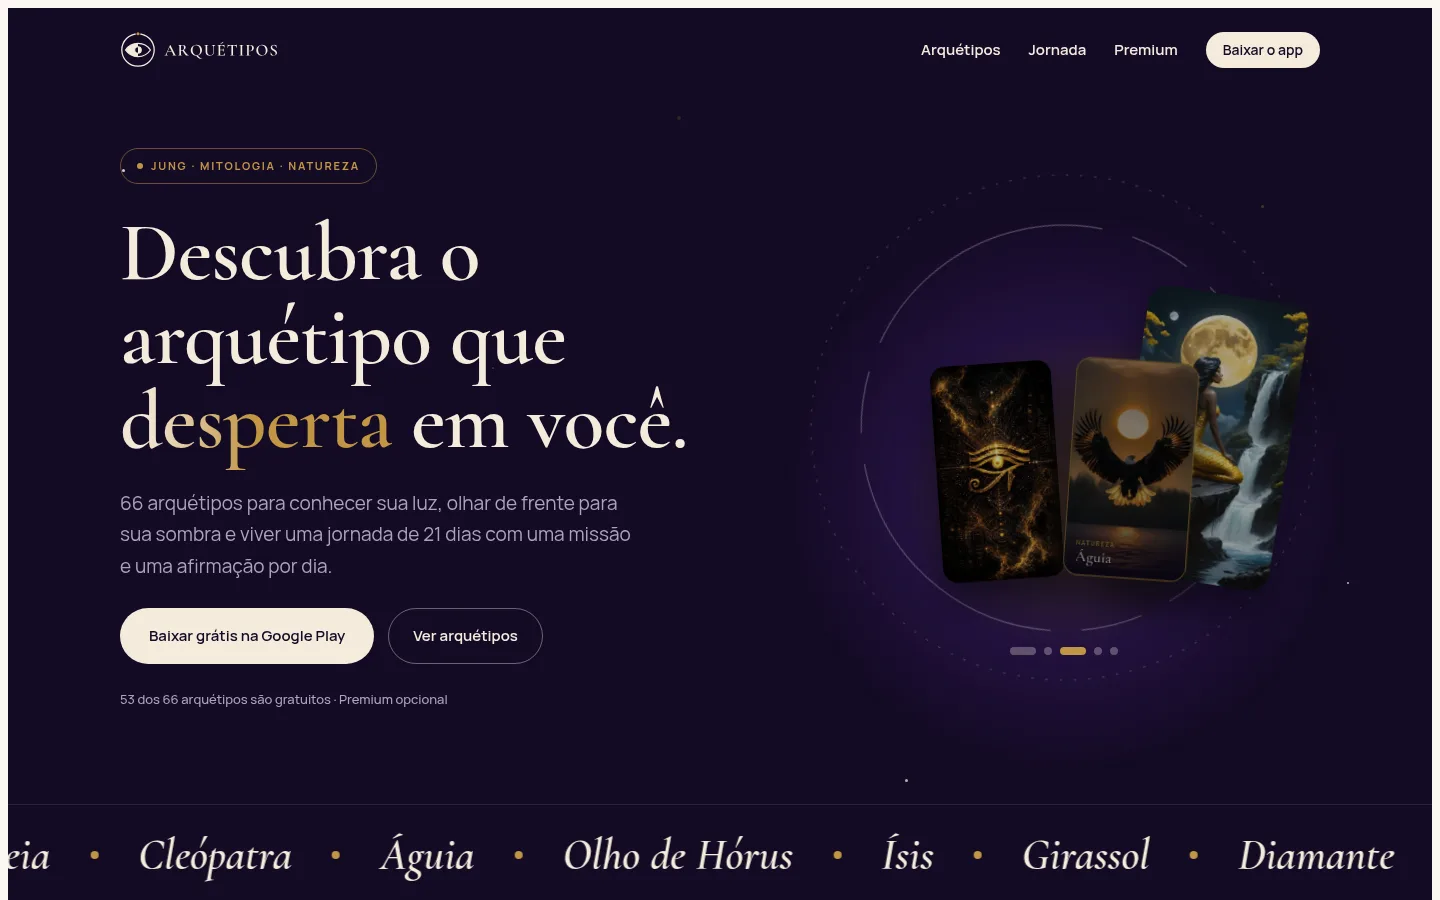 ARQUÉTIPOS
Arquétipos
Jornada
Premium
Baixar o app
JUNG · MITOLOGIA · NATUREZA
Descubra o
arquétipo que
desperta em você.
66 arquétipos para conhecer sua luz, olhar de frente para
sua sombra e viver uma jornada de 21 dias com uma missão
e uma afirmação por dia.
Baixar grátis na Google Play
Ver arquétipos
53 dos 66 arquétipos são gratuitos · Premium opcional
NATUREZA
Águia
eia • Cleópatra • Águia • Olho de Hórus • Ísis • Girassol • Diamante